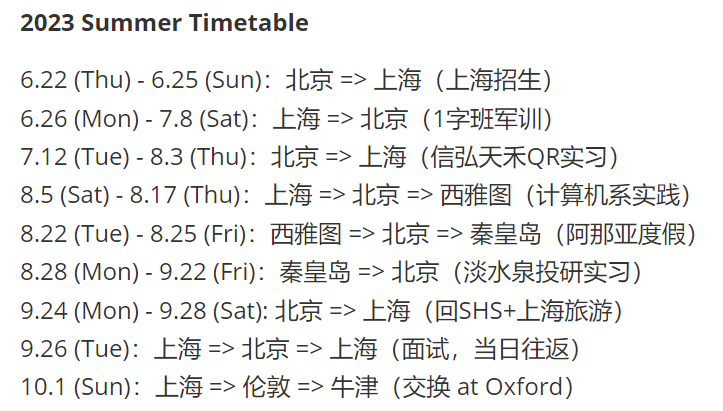 2023 Summer Timetable
6.22 (Thu) - 6.25 (Sun)：北京 => 上海（上海招生）
6.26 (Mon) - 7.8 (Sat)：上海 => 北京（1字班军训）
7.12 (Tue) - 8.3 (Thu)：北京 => 上海（信弘天禾QR实习）
8.5 (Sat) - 8.17 (Thu)：上海 => 北京 => 西雅图（计算机系实践）
8.22 (Tue) - 8.25 (Fri)：西雅图 => 北京 => 秦皇岛（阿那亚度假）
8.28 (Mon) - 9.22 (Fri)：秦皇岛 => 北京（淡水泉投研实习）
9.24 (Mon) - 9.28 (Sat): 北京 => 上海（回SHS+上海旅游）
9.26 (Tue)：上海 => 北京 => 上海（面试，当日往返）
10.1 (Sun)：上海 => 伦敦 => 牛津（交换 at Oxford）